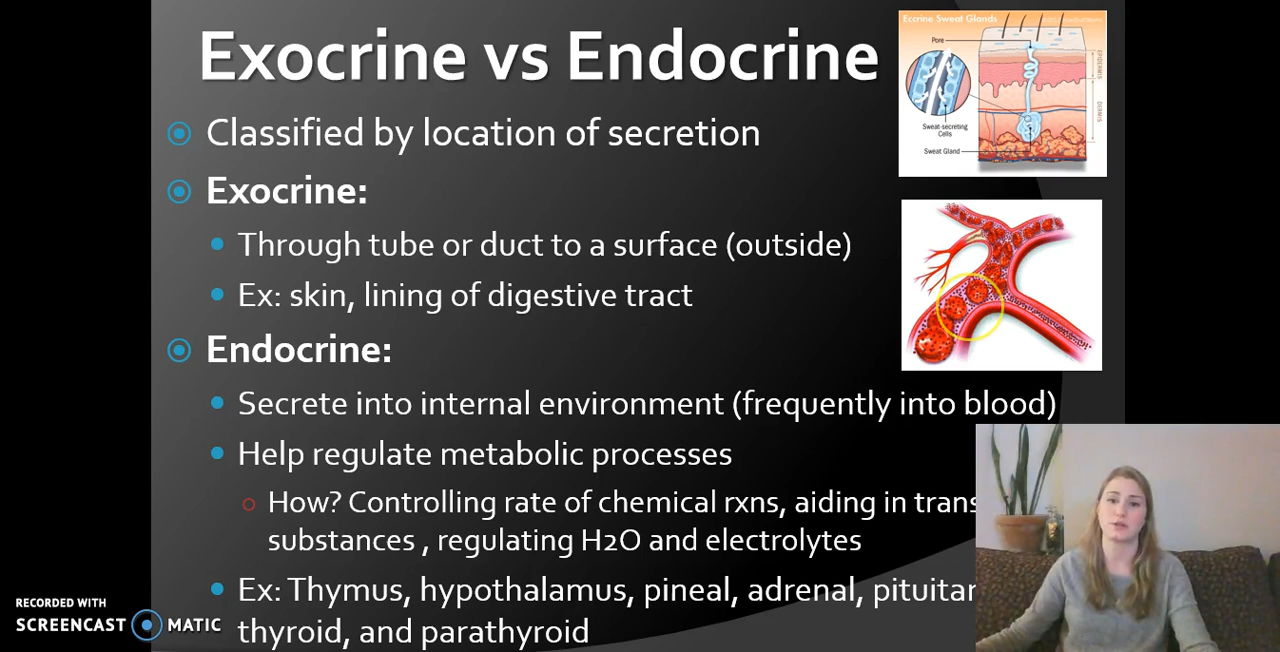 Exocrine vs Endocrine
Classified by location of secretion
Exocrine:
Through tube or duct to a surface (outside)
Ex: skin, lining of digestive tract
Endocrine:
Secrete into internal environment (frequently into blood)
Help regulate metabolic processes
How? Controlling rate of chemical rxns, aiding in trans
substances , regulating H2O and electrolytes
Ex: Thymus, hypothalamus, pineal, adrenal, pituitar
thyroid, and parathyroid
Eccrine Sweat Glands
Pore
EPIDERMIS
DERMIS
Sweat-secreting
Cells
Sweat Gland
RECORDED WITH
SCREENCAST MATIC